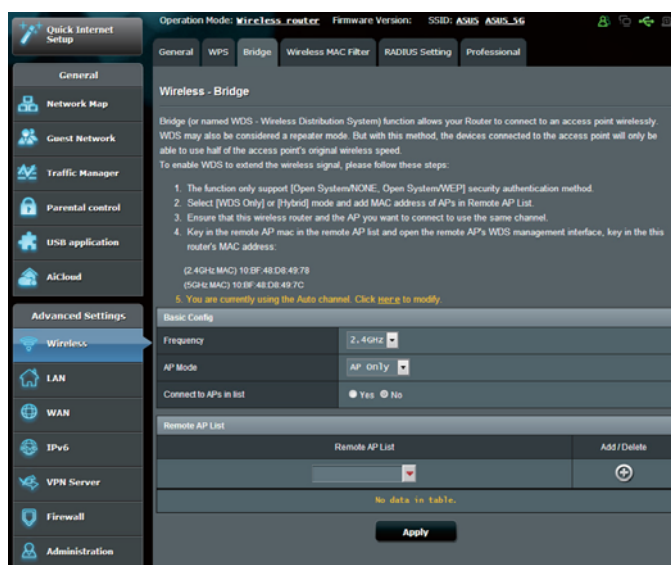 Quick Internet
Setup
Operation Mode: Wireless router Firmware Version: SSID: ASUS ASUS_5G
General WPS Bridge Wireless MAC Filter RADIUS Setting Professional
General
Network Map
Guest Network
Traffic Manager
Parental control
USB application
AiCloud
Advanced Settings
Wireless
LAN
WAN
IPv6
VPN Server
Firewall
Administration
Wireless - Bridge
Bridge (or named WDS - Wireless Distribution System) function allows your Router to connect to an access point wirelessly.
WDS may also be considered a repeater mode. But with this method, the devices connected to the access point will only be
able to use half of the access point's original wireless speed.
To enable WDS to extend the wireless signal, please follow these steps:
1. The function only support [Open System/NONE, Open System/WEP] security authentication method.
2. Select [WDS Only] or [Hybrid] mode and add MAC address of APs in Remote AP List.
3. Ensure that this wireless router and the AP you want to connect to use the same channel.
4. Key in the remote AP mac in the remote AP list and open the remote AP's WDS management interface, key in the this
router's MAC address:
(2.4GHz MAC) 10:BF:48:D8:49:78
(5GHz MAC) 10:BF:48:D8:49:7C
5. You are currently using the Auto channel. Click here to modify.
Basic Config
Frequency 2.4GHz
AP Mode AP Only
Connect to APs in list Yes No
Remote AP List
Remote AP List Add / Delete
No data in table.
Apply